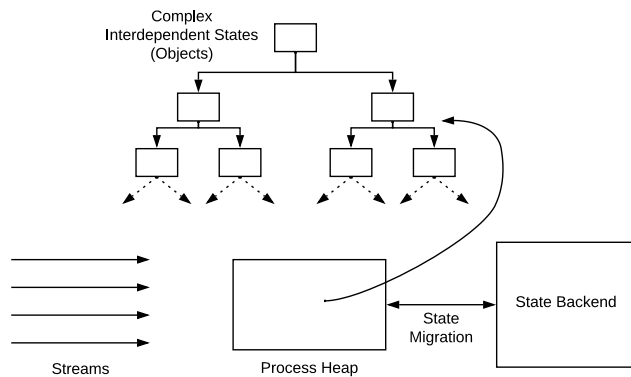 Complex
Interdependent States
(Objects)
State Backend
State
Migration
Streams
Process Heap